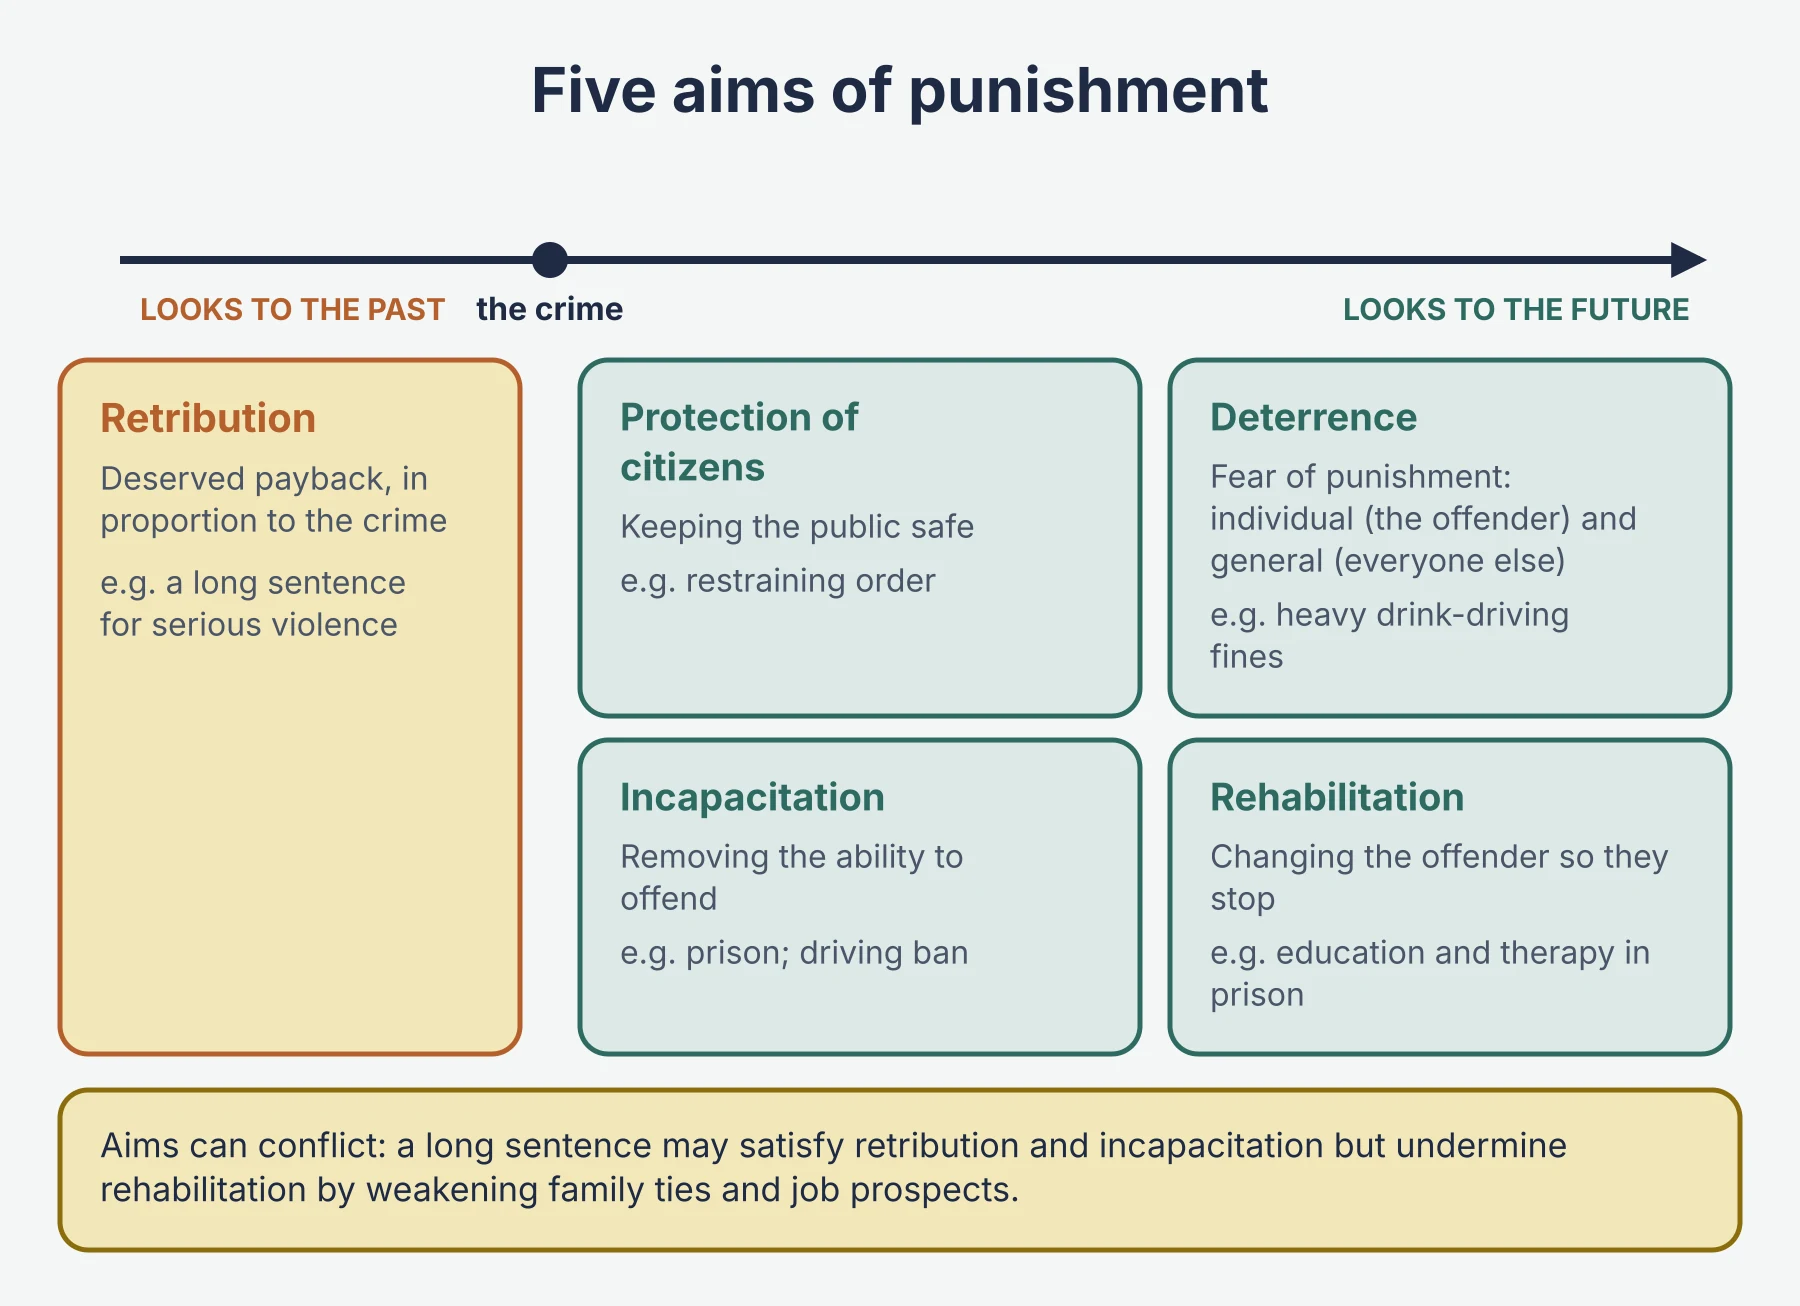 Five aims of punishment
LOOKS TO THE PAST
the crime
LOOKS TO THE FUTURE
Retribution
Deserved payback, in
proportion to the crime
e.g. a long sentence
for serious violence
Protection of
citizens
Keeping the public safe
e.g. restraining order
Deterrence
Fear of punishment:
individual (the offender) and
general (everyone else)
e.g. heavy drink-driving
fines
Incapacitation
Removing the ability to
offend
e.g. prison; driving ban
Rehabilitation
Changing the offender so they
stop
e.g. education and therapy in
prison
Aims can conflict: a long sentence may satisfy retribution and incapacitation but undermine
rehabilitation by weakening family ties and job prospects.